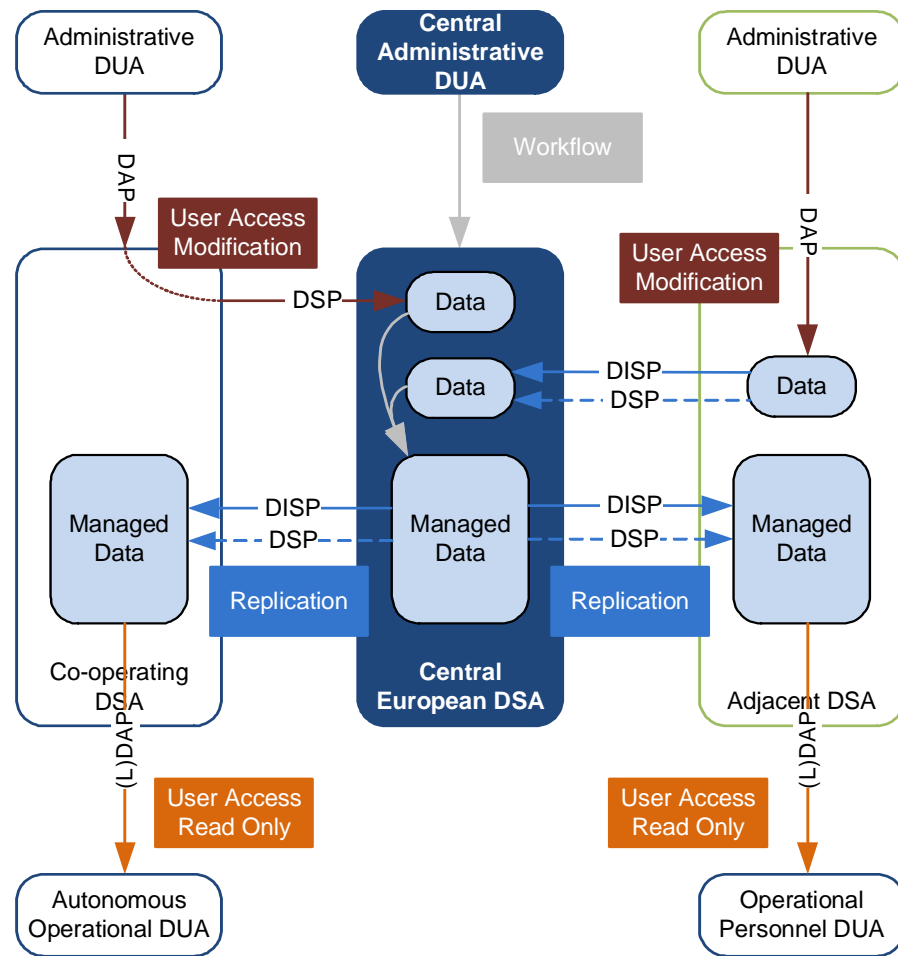 Administrative
DUA
Central
Administrative
DUA
Administrative
DUA
Workflow
DAP
DAP
User Access
Modification
User Access
Modification
DSP
Data
Data
DISP
DSP
Data
Managed
Data
DISP
DSP
Managed
Data
DISP
DSP
Managed
Data
Replication
Replication
Co-operating
DSA
Central
European DSA
Adjacent DSA
(L)DAP
(L)DAP
User Access
Read Only
User Access
Read Only
Autonomous
Operational DUA
Operational
Personnel DUA